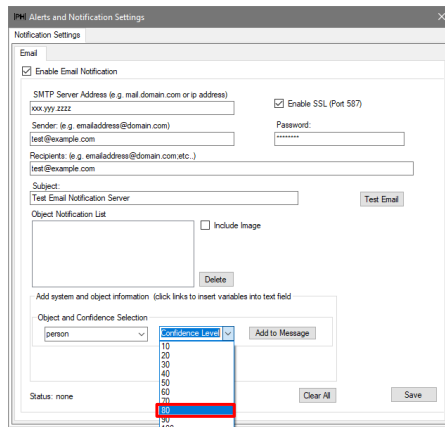 |PH| Alerts and Notification Settings
Notification Settings
Email
Enable Email Notification
SMTP Server Address (e.g. mail.domain.com or ip address)
xxx.yyy.zzzz
Enable SSL (Port 587)
Sender: (e.g. emailaddress@domain.com)
Password:
test@example.com
********
Recipients: (e.g. emailaddress@domain.com;etc..)
test@example.com
Subject:
Test Email Notification Server
Test Email
Object Notification List
Include Image
Delete
Add system and object information (click links to insert variables into text field
Object and Confidence Selection
person
Confidence Level
Add to Message
10
20
30
40
50
60
70
80
90
100
Status: none
Clear All
Save